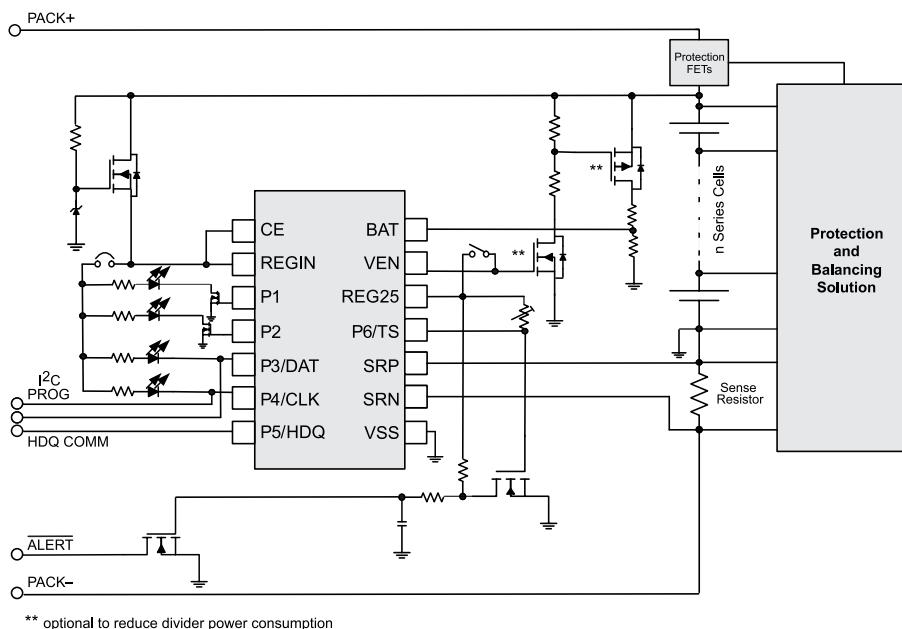 PACK+
Protection
FETs
**
n Series Cells
Protection
and
Balancing
Solution
CE
BAT
REGIN
VEN
**
P1
REG25
P2
P6/TS
P3/DAT
SRP
P4/CLK
SRN
P5/HDQ
VSS
I2C
PROG
HDQ COMM
Sense
Resistor
ALERT
PACK–
** optional to reduce divider power consumption